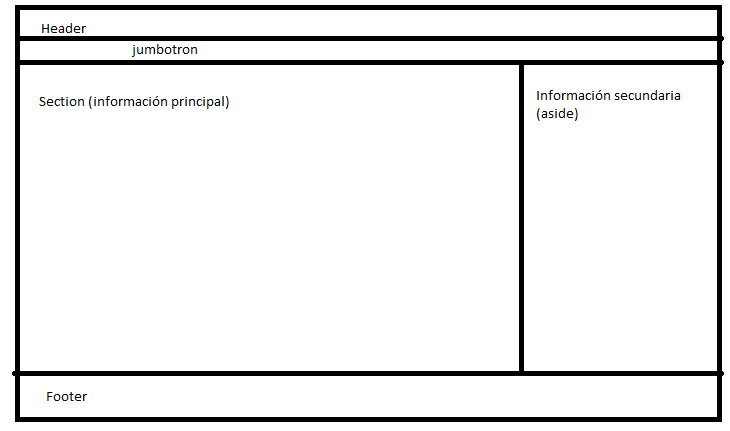 Header
jumbotron
Section (información principal)
Información secundaria
(aside)
Footer